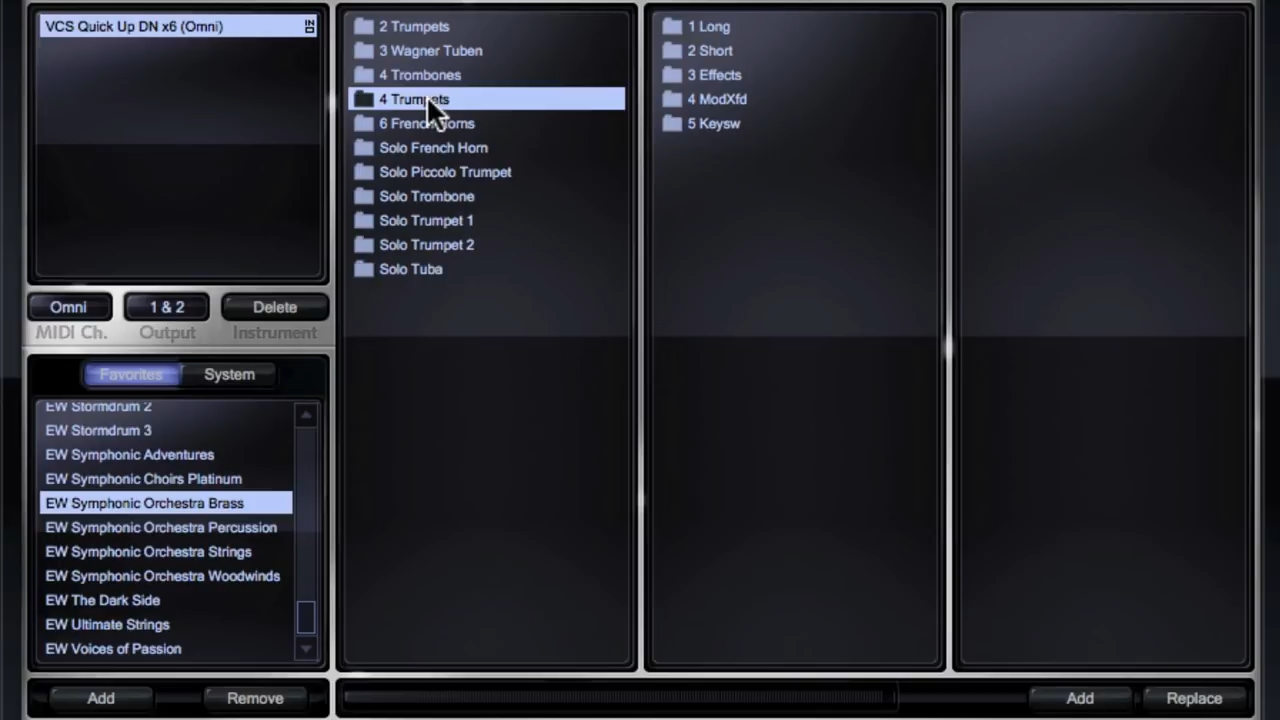 VCS Quick Up DN x6 (Omni)
Omni
1 & 2
Delete
MIDI Ch.
Output
Instrument
Favorites
System
EW Stormdrum 2
EW Stormdrum 3
EW Symphonic Adventures
EW Symphonic Choirs Platinum
EW Symphonic Orchestra Brass
EW Symphonic Orchestra Percussion
EW Symphonic Orchestra Strings
EW Symphonic Orchestra Woodwinds
EW The Dark Side
EW Ultimate Strings
EW Voices of Passion
Add
Remove
2 Trumpets
3 Wagner Tuben
4 Trombones
4 Trumpets
6 French Horns
Solo French Horn
Solo Piccolo Trumpet
Solo Trombone
Solo Trumpet 1
Solo Trumpet 2
Solo Tuba
1 Long
2 Short
3 Effects
4 ModXfd
5 Keysw
Add
Replace